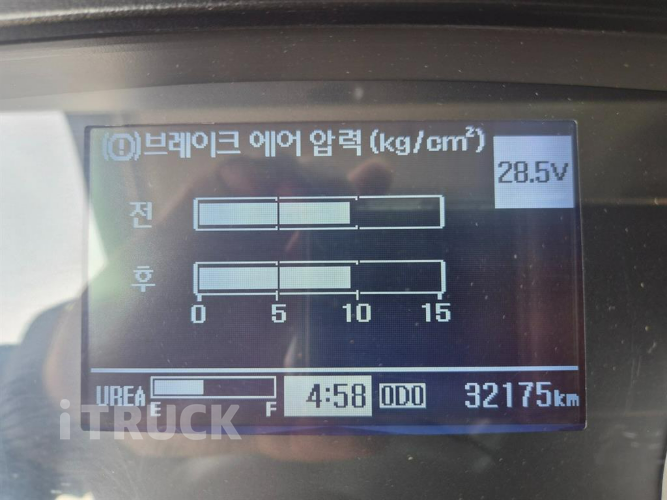 (!)브레이크 에어 압력(kg/cm²)
28.5V
전
후
0 5 10 15
UREA E F 4:58 ODO 32175km
iTRUCK